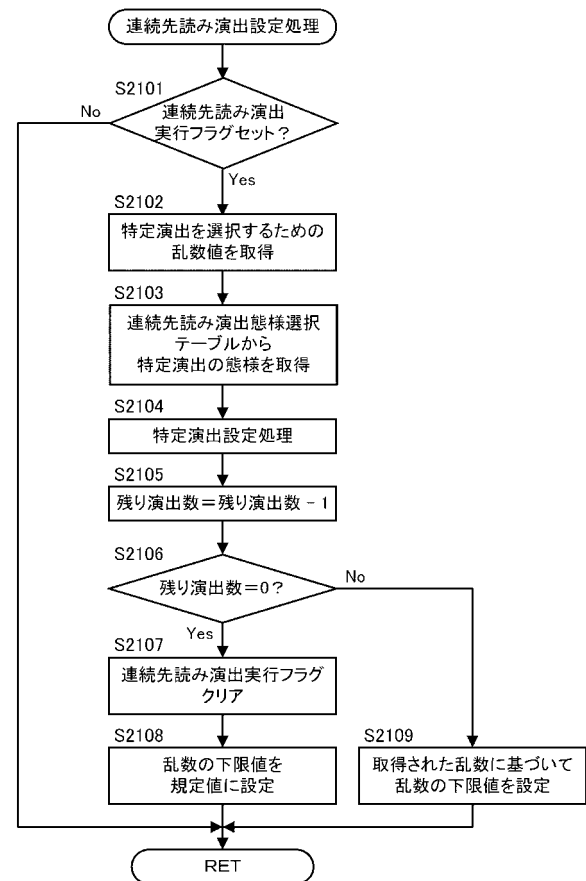 連続先読み演出設定処理
S2101
連続先読み演出
実行フラグセット？
No
Yes
S2102
特定演出を選択するための
乱数値を取得
S2103
連続先読み演出態様選択
テーブルから
特定演出の態様を取得
S2104
特定演出設定処理
S2105
残り演出数＝残り演出数－1
S2106
残り演出数＝0？
No
Yes
S2107
連続先読み演出実行フラグ
クリア
S2108
乱数の下限値を
規定値に設定
S2109
取得された乱数に基づいて
乱数の下限値を設定
RET